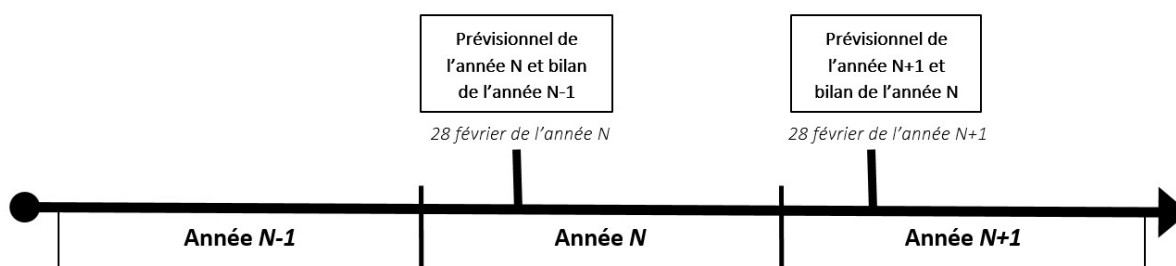 Prévisionnel de
l'année N et bilan
de l'année N-1
28 février de l'année N
Prévisionnel de
l'année N+1 et
bilan de l'année N
28 février de l'année N+1
Année N-1
Année N
Année N+1